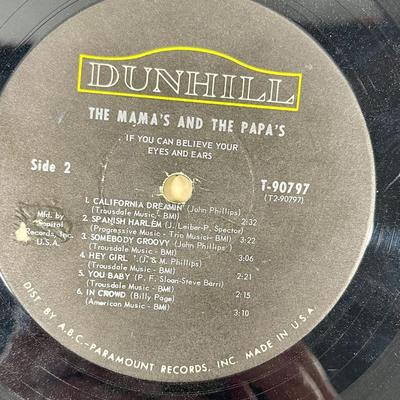 DUNHILL
THE MAMA'S AND THE PAPA'S
IF YOU CAN BELIEVE YOUR
EYES AND EARS
Side 2
T-90797
(T2-90797)
Mfd. by
Capitol
Records, Inc.
U.S.A.
1. CALIFORNIA DREAMIN' (John Phillips)
(Trousdale Music - BMI) 2:32
2. SPANISH HARLEM (J. Leiber-P. Spector)
(Progressive Music - Trio Music - BMI) 3:22
3. SOMEBODY GROOVY (John Phillips)
(Trousdale Music - BMI) 3:06
4. HEY GIRL (J. & M. Phillips)
(Trousdale Music - BMI) 2:21
5. YOU BABY (P. F. Sloan-Steve Barri)
(Trousdale Music - BMI) 2:15
6. IN CROWD (Billy Page)
(American Music - BMI) 3:10
DIST. BY A.B.C.-PARAMOUNT RECORDS, INC. MADE IN U.S.A.